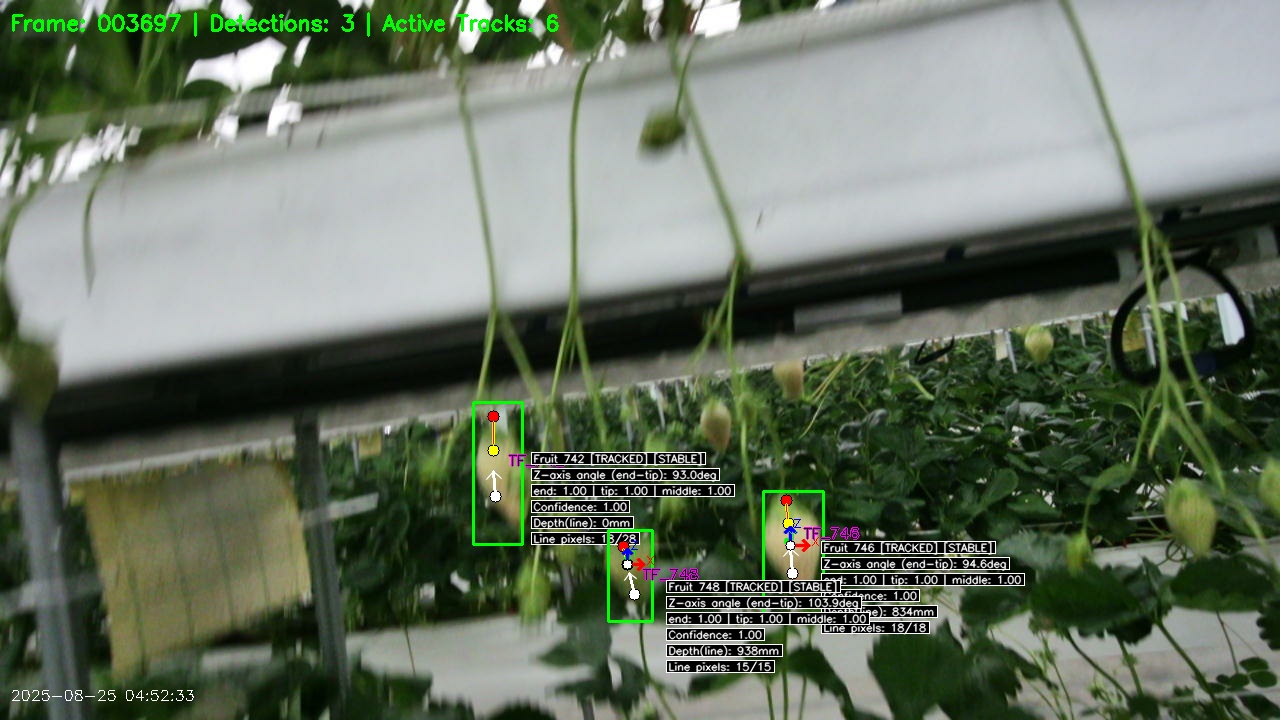 Frame: 003697 | Detections: 3 | Active Tracks: 6
Fruit 742 [TRACKED] [STABLE]
Z-axis angle (end-tip): 93.0deg
end: 1.00 | tip: 1.00 | middle: 1.00
Confidence: 1.00
Depth(line): 0mm
Line pixels: 18/28
TF_746
Fruit 746 [TRACKED] [STABLE]
Z-axis angle (end-tip): 94.6deg
end: 1.00 | tip: 1.00 | middle: 1.00
Confidence: 1.00
834mm
Line pixels: 18/18
TF_748
Fruit 748 [TRACKED] [STABLE]
Z-axis angle (end-tip): 103.9deg
end: 1.00 | tip: 1.00 | middle: 1.00
Confidence: 1.00
Depth(line): 938mm
Line pixels: 15/15
2025-08-25 04:52:33